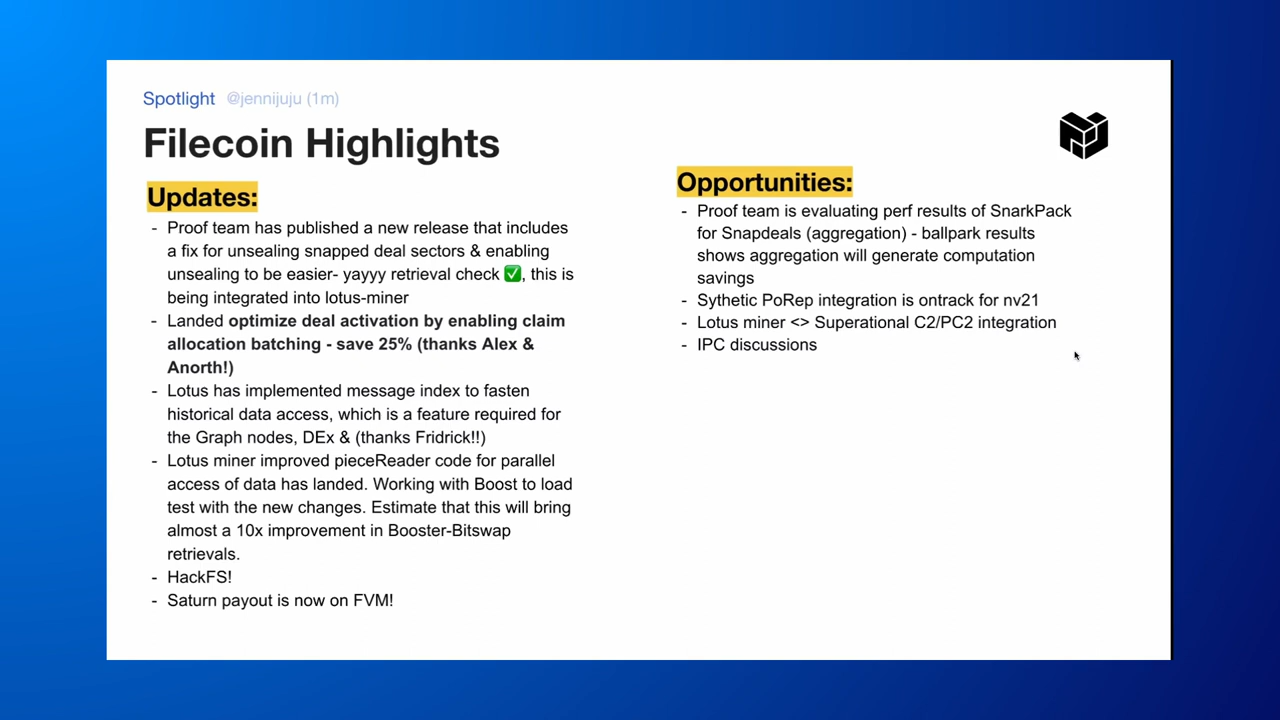 Spotlight @jennijuju (1m)
Filecoin Highlights
Updates:
- Proof team has published a new release that includes
a fix for unsealing snapped deal sectors & enabling
unsealing to be easier- yayyy retrieval check ✅, this is
being integrated into lotus-miner
- Landed optimize deal activation by enabling claim
allocation batching - save 25% (thanks Alex &
Anorth!)
- Lotus has implemented message index to fasten
historical data access, which is a feature required for
the Graph nodes, DEx & (thanks Fridrick!!)
- Lotus miner improved pieceReader code for parallel
access of data has landed. Working with Boost to load
test with the new changes. Estimate that this will bring
almost a 10x improvement in Booster-Bitswap
retrievals.
- HackFS!
- Saturn payout is now on FVM!
Opportunities:
- Proof team is evaluating perf results of SnarkPack
for Snapdeals (aggregation) - ballpark results
shows aggregation will generate computation
savings
- Sythetic PoRep integration is ontrack for nv21
- Lotus miner <> Superational C2/PC2 integration
- IPC discussions